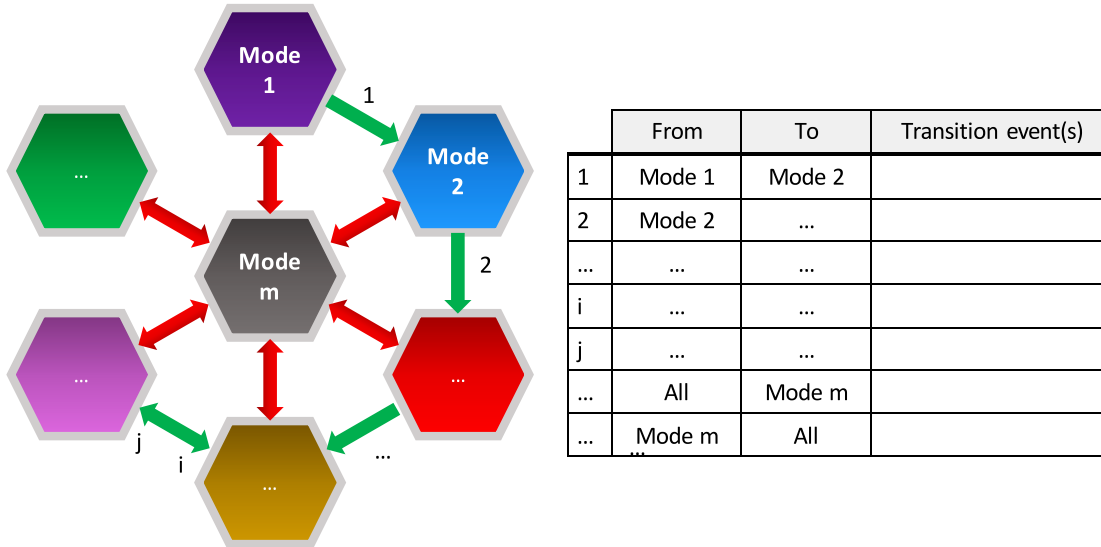 Mode
1
1
...
Mode
2
Mode
m
2
...
...
j
i
...
...
From To Transition event(s)
1 Mode 1 Mode 2
2 Mode 2 ...
... ... ...
i ... ...
j ... ...
... All Mode m
... Mode m All
...